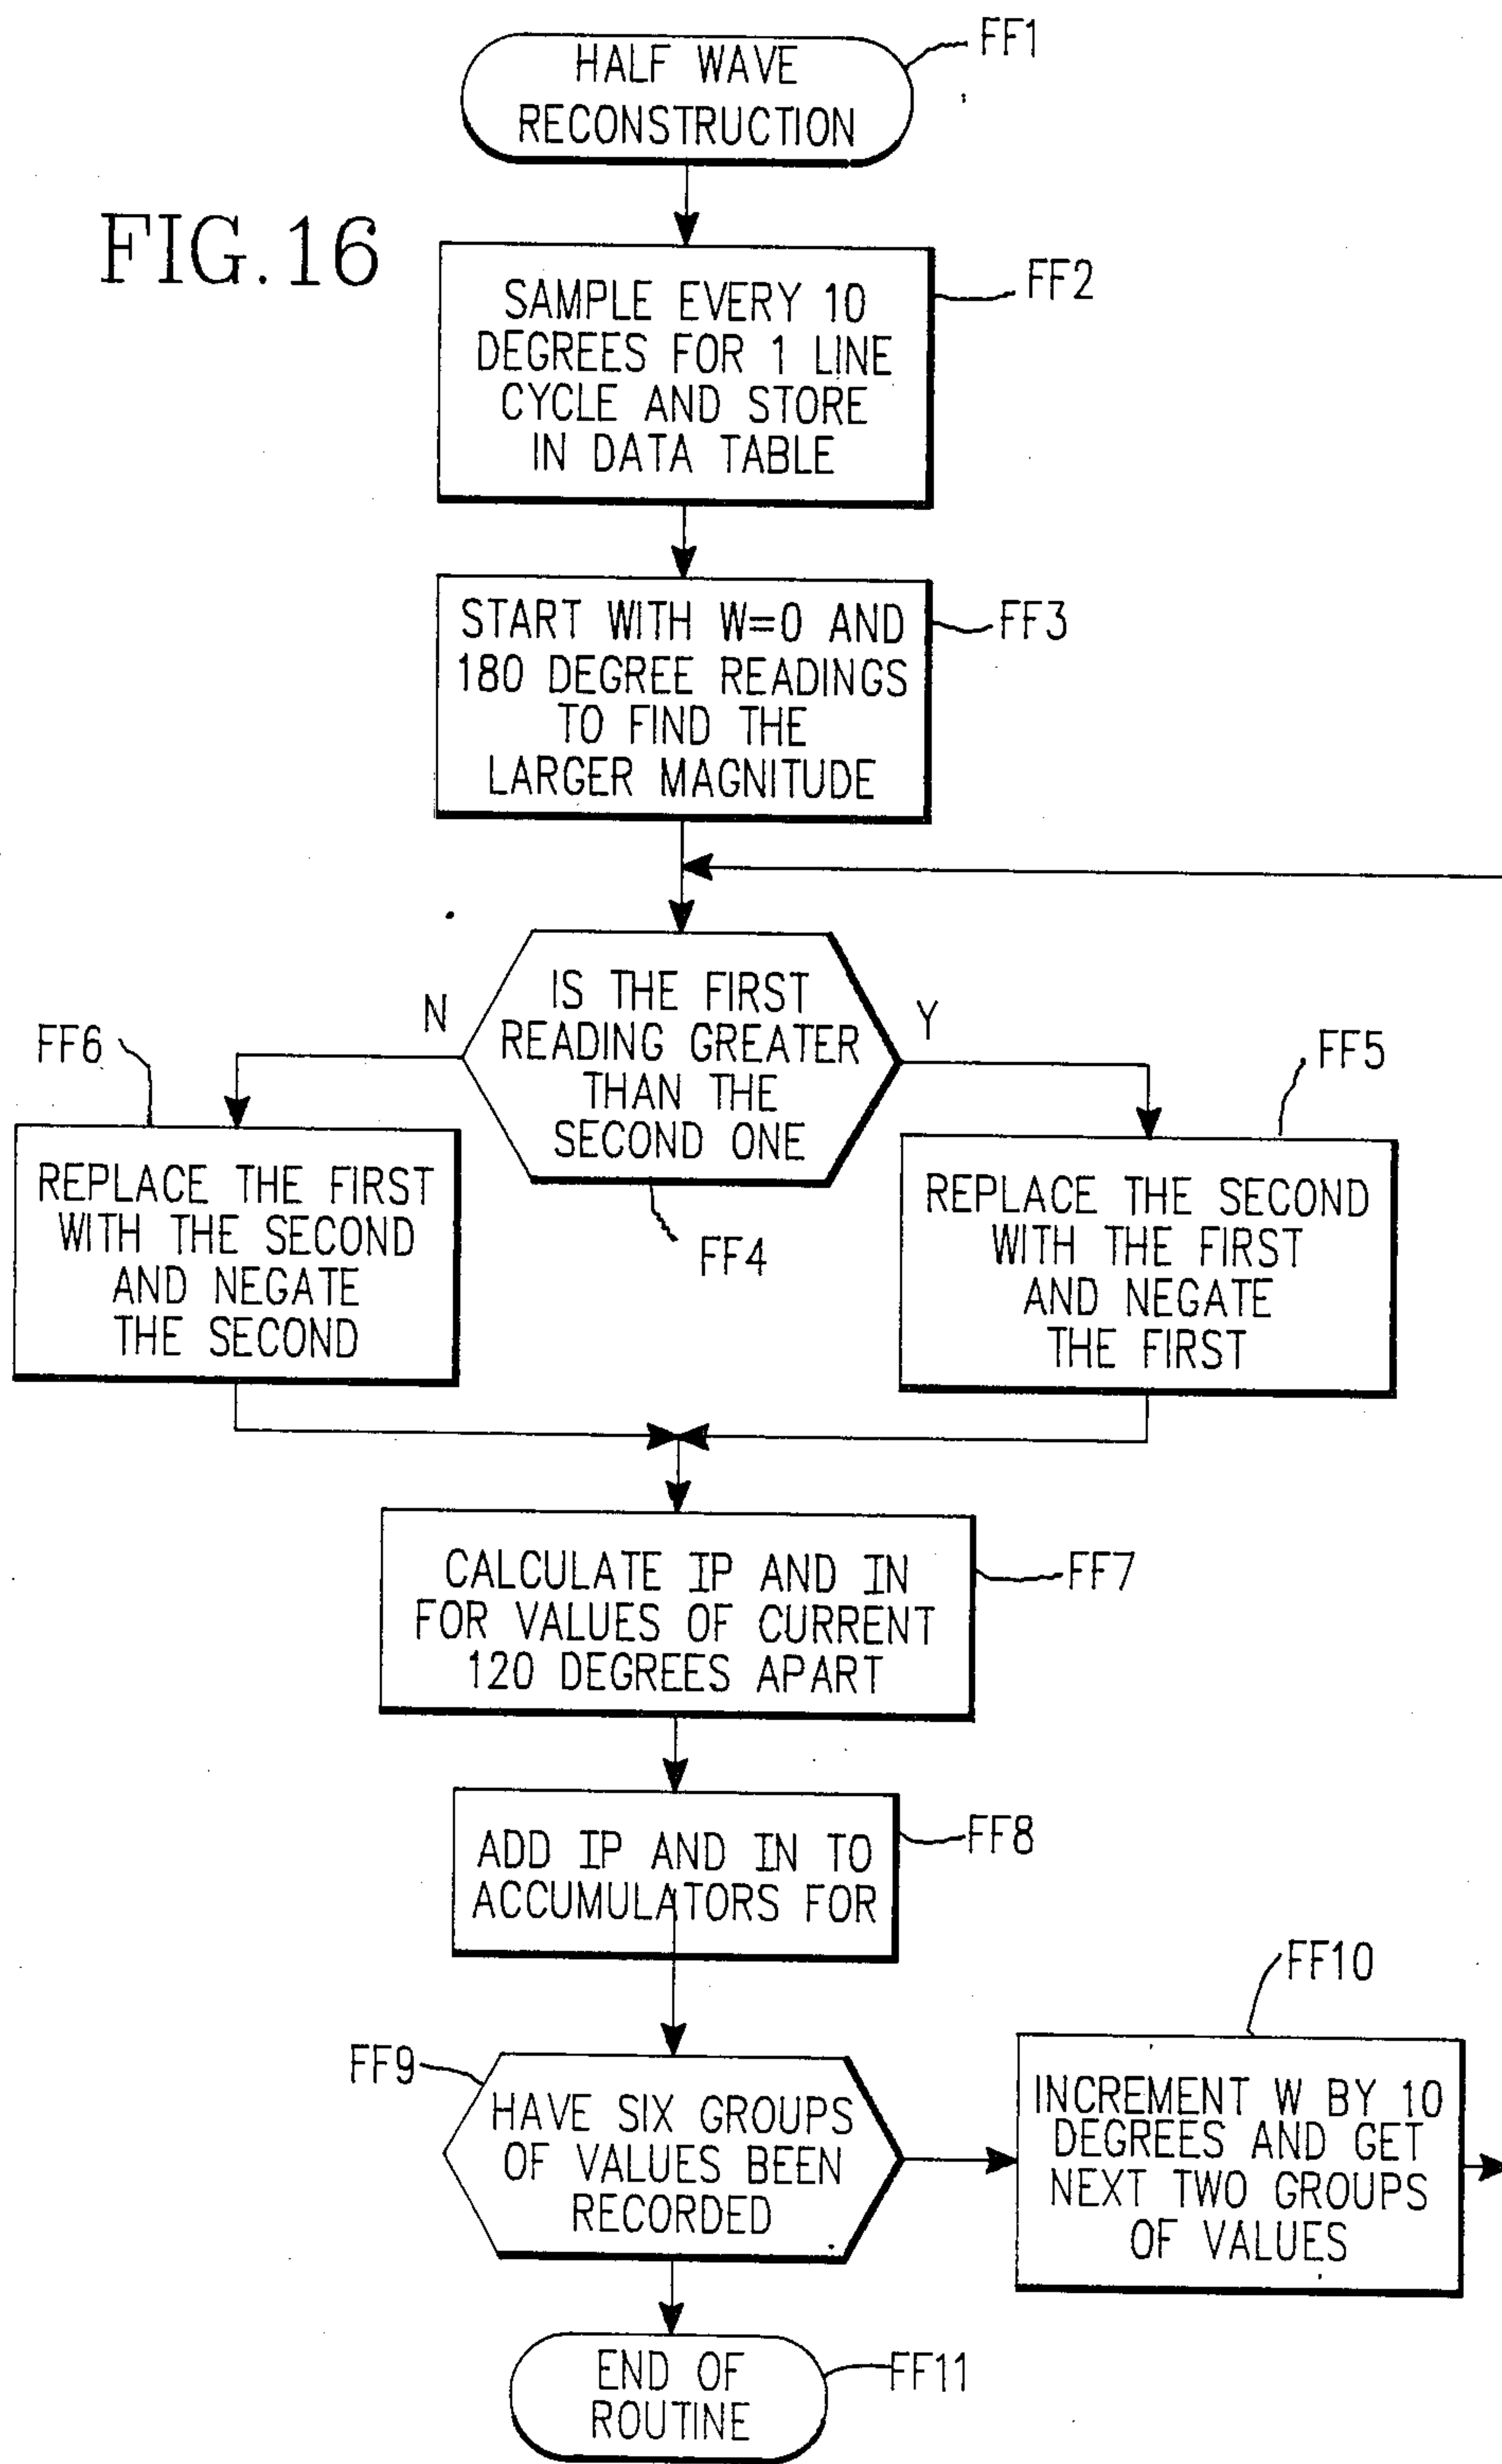 HALF WAVE
RECONSTRUCTION
FF1
FIG. 16
SAMPLE EVERY 10
DEGREES FOR 1 LINE
CYCLE AND STORE
IN DATA TABLE
FF2
START WITH W=0 AND
180 DEGREE READINGS
TO FIND THE
LARGER MAGNITUDE
FF3
IS THE FIRST
READING GREATER
THAN THE
SECOND ONE
N
Y
FF4
FF6
REPLACE THE FIRST
WITH THE SECOND
AND NEGATE
THE SECOND
FF5
REPLACE THE SECOND
WITH THE FIRST
AND NEGATE
THE FIRST
CALCULATE IP AND IN
FOR VALUES OF CURRENT
120 DEGREES APART
FF7
ADD IP AND IN TO
ACCUMULATORS FOR
FF8
FF9
HAVE SIX GROUPS
OF VALUES BEEN
RECORDED
FF10
INCREMENT W BY 10
DEGREES AND GET
NEXT TWO GROUPS
OF VALUES
END OF
ROUTINE
FF11